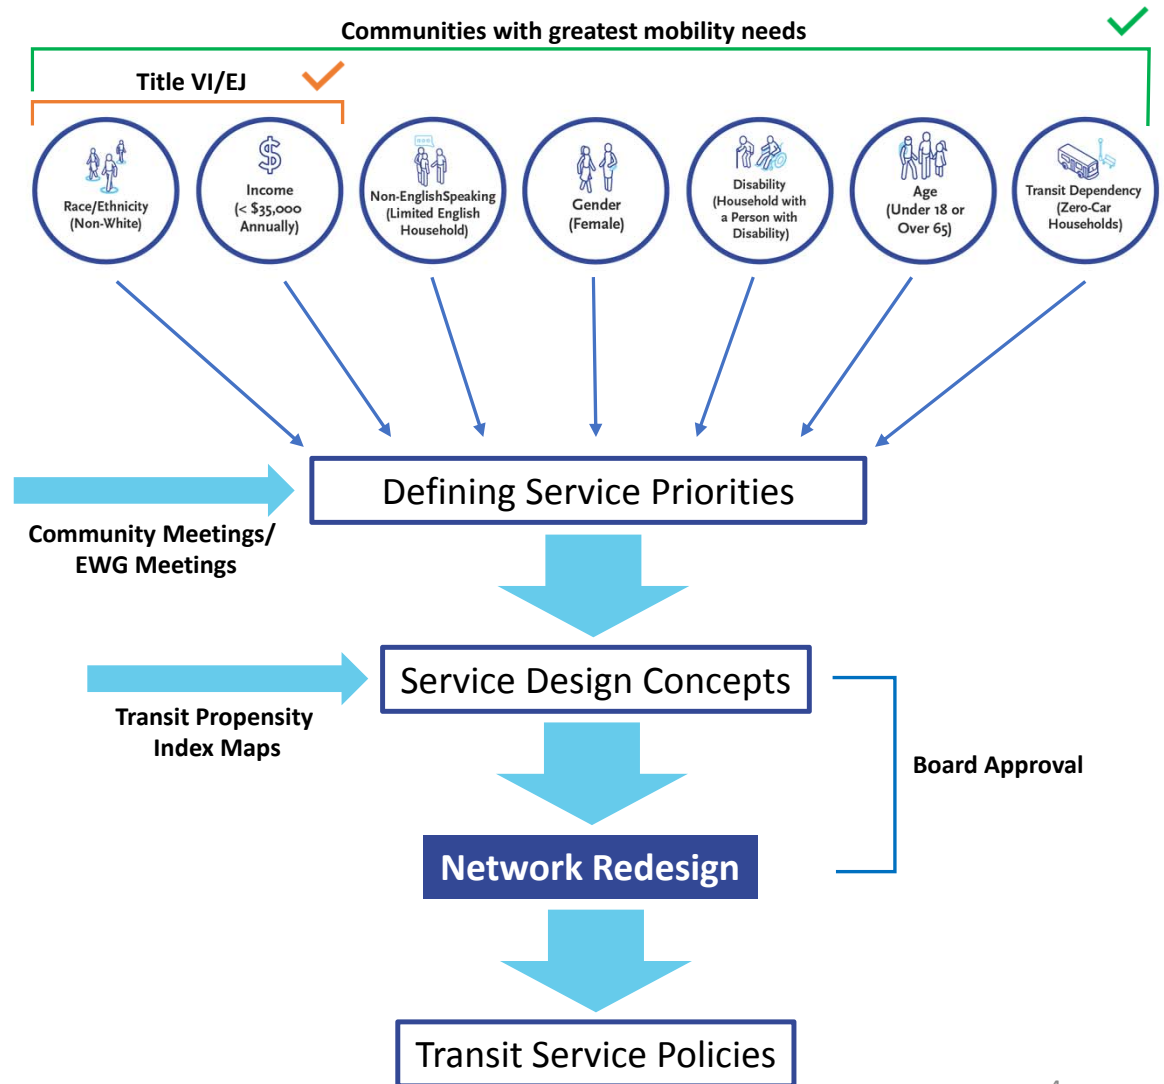 Communities with greatest mobility needs
Title VI/EJ
Race/Ethnicity
(Non-White)
$
Income
(< $35,000
Annually)
Non-EnglishSpeaking
(Limited English
Household)
Gender
(Female)
Disability
(Household with
a Person with
Disability)
Age
(Under 18 or
Over 65)
Transit Dependency
(Zero-Car
Households)
Defining Service Priorities
Community Meetings/
EWG Meetings
Service Design Concepts
Transit Propensity
Index Maps
Board Approval
Network Redesign
Transit Service Policies